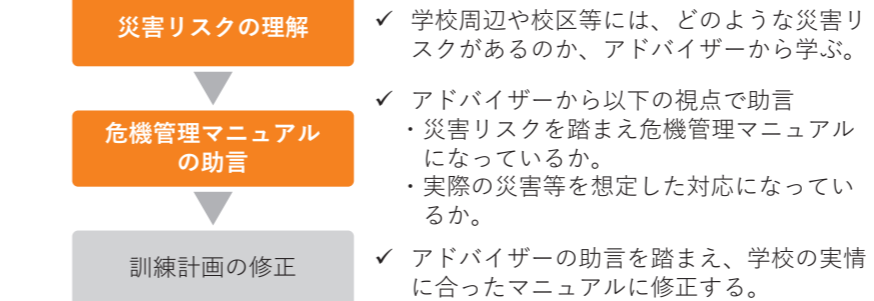 災害リスクの理解
✓ 学校周辺や校区等には、どのような災害リ
スクがあるのか、アドバイザーから学ぶ。
危機管理マニュアル
の助言
✓ アドバイザーから以下の視点で助言
・災害リスクを踏まえ危機管理マニュアル
になっているか。
・実際の災害等を想定した対応になってい
るか。
訓練計画の修正
✓ アドバイザーの助言を踏まえ、学校の実情
に合ったマニュアルに修正する。